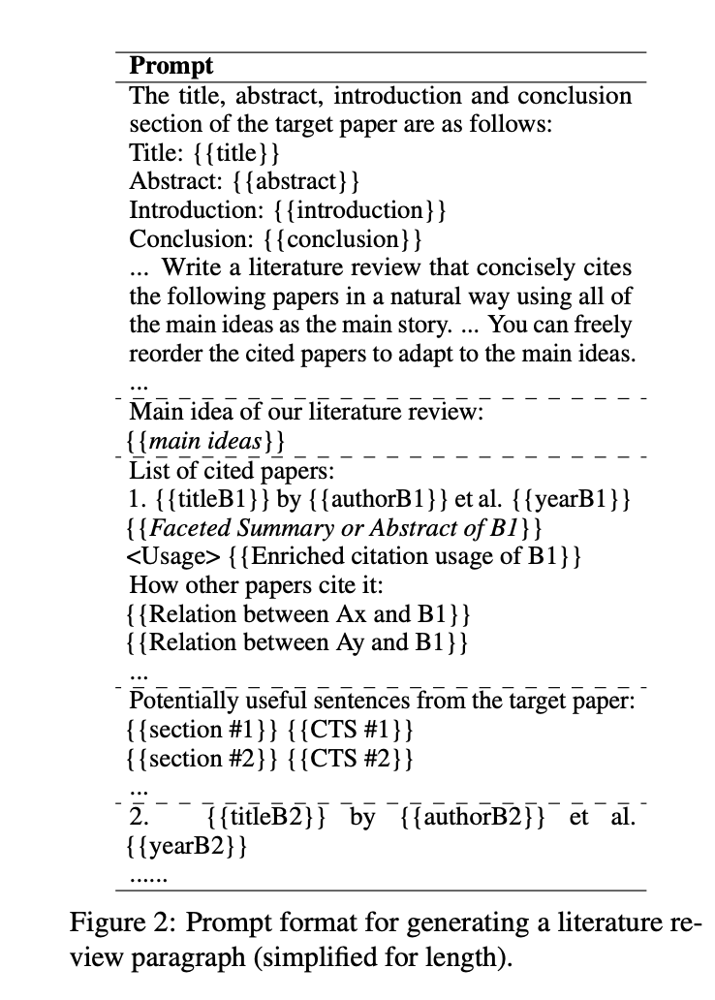 Prompt
The title, abstract, introduction and conclusion
section of the target paper are as follows:
Title: {{title}}
Abstract: {{abstract}}
Introduction: {{introduction}}
Conclusion: {{conclusion}}
... Write a literature review that concisely cites
the following papers in a natural way using all of
the main ideas as the main story. ... You can freely
reorder the cited papers to adapt to the main ideas.
...
Main idea of our literature review:
{{main ideas}}
List of cited papers:
1. {{titleB1}} by {{authorB1}} et al. {{yearB1}}
{{Faceted Summary or Abstract of B1}}
<Usage> {{Enriched citation usage of B1}}
How other papers cite it:
{{Relation between Ax and B1}}
{{Relation between Ay and B1}}
...
Potentially useful sentences from the target paper:
{{section #1}} {{CTS #1}}
{{section #2}} {{CTS #2}}
...
2. {{titleB2}} by {{authorB2}} et al.
{{yearB2}}
......
Figure 2: Prompt format for generating a literature re-
view paragraph (simplified for length).